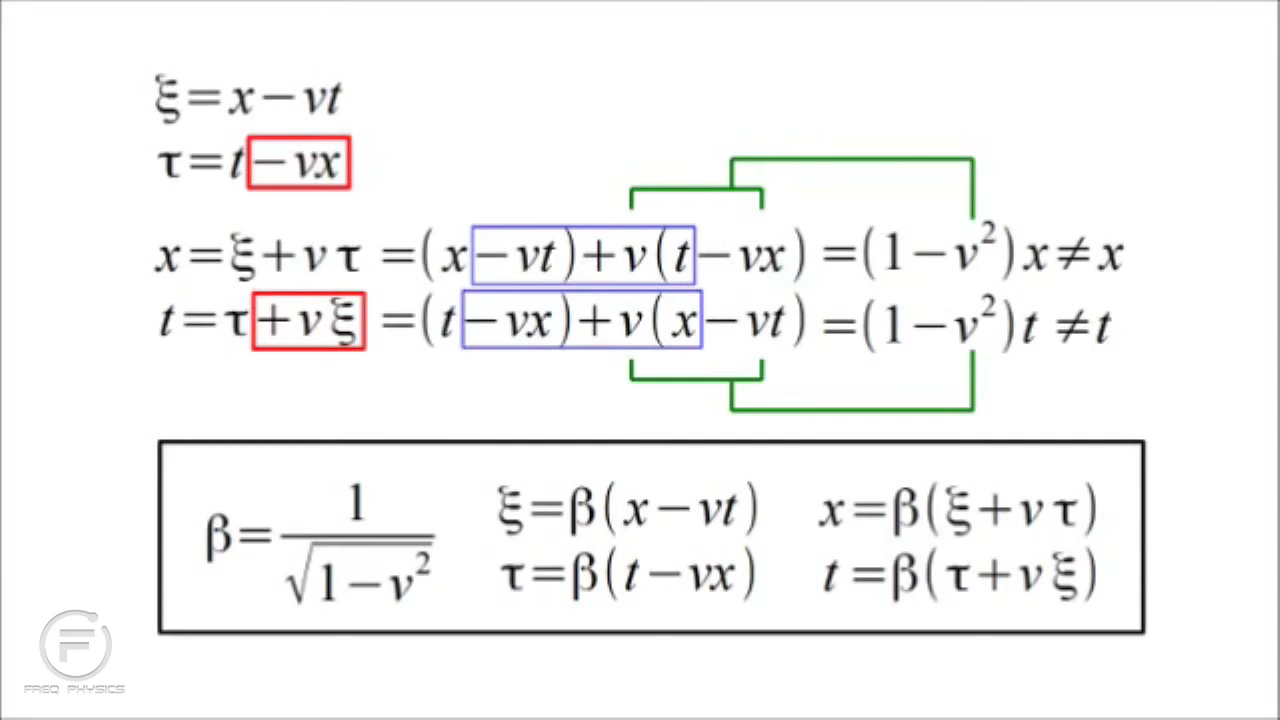 ξ=x−vt
τ=t−vx
x=ξ+vτ =(x−vt)+v(t−vx) =(1−v²)x≠x
t=τ+vξ =(t−vx)+v(x−vt) =(1−v²)t ≠t
β=1/√(1−v²)
ξ=β(x−vt) x=β(ξ+vτ)
τ=β(t−vx) t=β(τ+vξ)
FREQ PHYSICS